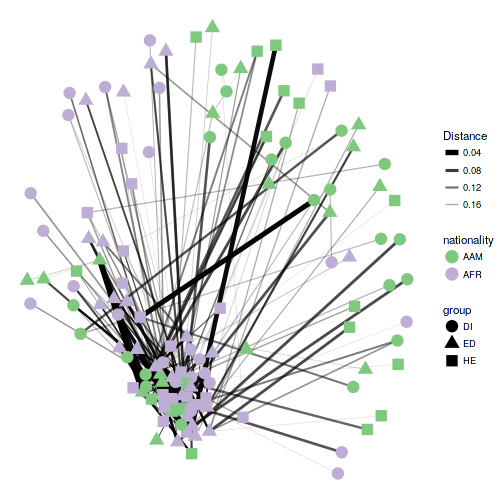 Distance
0.04
0.08
0.12
0.16
nationality
AAM
AFR
group
DI
ED
HE